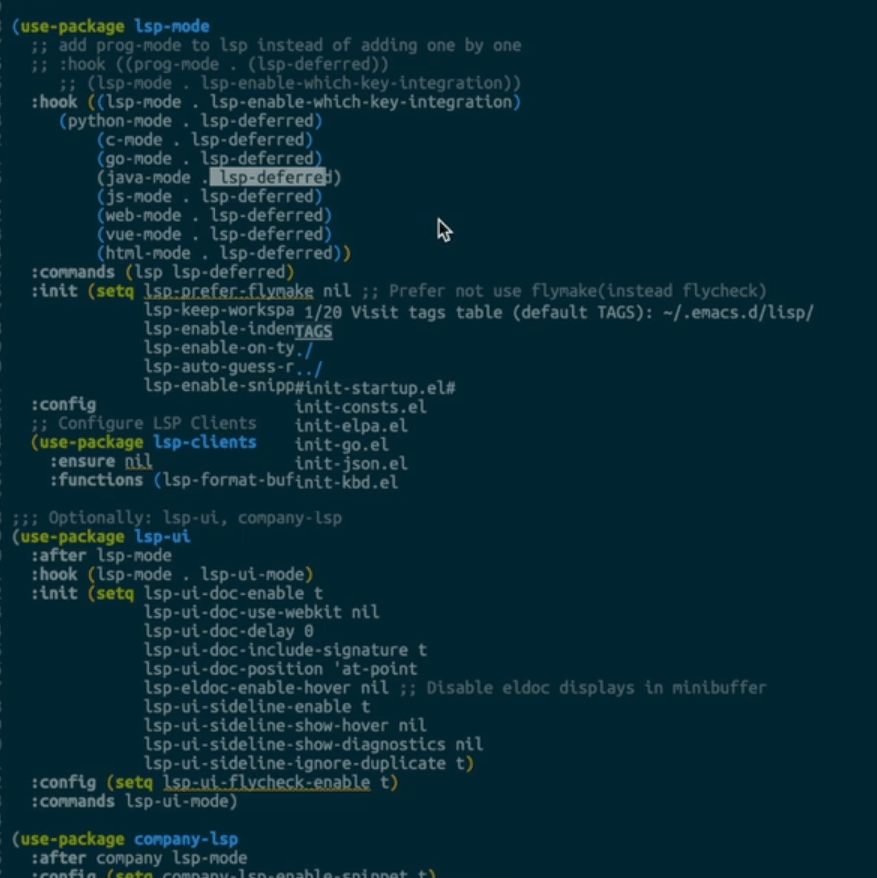 (use-package lsp-mode
;; add prog-mode to lsp instead of adding one by one
;; :hook ((prog-mode . (lsp-deferred))
;; (lsp-mode . lsp-enable-which-key-integration))
:hook ((lsp-mode . lsp-enable-which-key-integration)
(python-mode . lsp-deferred)
(c-mode . lsp-deferred)
(go-mode . lsp-deferred)
(java-mode . lsp-deferred)
(js-mode . lsp-deferred)
(web-mode . lsp-deferred)
(vue-mode . lsp-deferred)
(html-mode . lsp-deferred))
:commands (lsp lsp-deferred)
:init (setq lsp-prefer-flymake nil ;; Prefer not use flymake(instead flycheck)
lsp-keep-workspa 1/20 Visit tags table (default TAGS): ~/.emacs.d/lisp/
lsp-enable-indenTAGS
lsp-enable-on-ty./
lsp-auto-guess-r../
lsp-enable-snipp#init-startup.el#
:config init-consts.el
;; Configure LSP Clients init-elpa.el
(use-package lsp-clients init-go.el
:ensure nil init-json.el
:functions (lsp-format-bufinit-kbd.el
;;; Optionally: lsp-ui, company-lsp
(use-package lsp-ui
:after lsp-mode
:hook (lsp-mode . lsp-ui-mode)
:init (setq lsp-ui-doc-enable t
lsp-ui-doc-use-webkit nil
lsp-ui-doc-delay 0
lsp-ui-doc-include-signature t
lsp-ui-doc-position 'at-point
lsp-eldoc-enable-hover nil ;; Disable eldoc displays in minibuffer
lsp-ui-sideline-enable t
lsp-ui-sideline-show-hover nil
lsp-ui-sideline-show-diagnostics nil
lsp-ui-sideline-ignore-duplicate t)
:config (setq lsp-ui-flycheck-enable t)
:commands lsp-ui-mode)
(use-package company-lsp
:after company lsp-mode
:config (setq company-lsp-enable-snippet t)